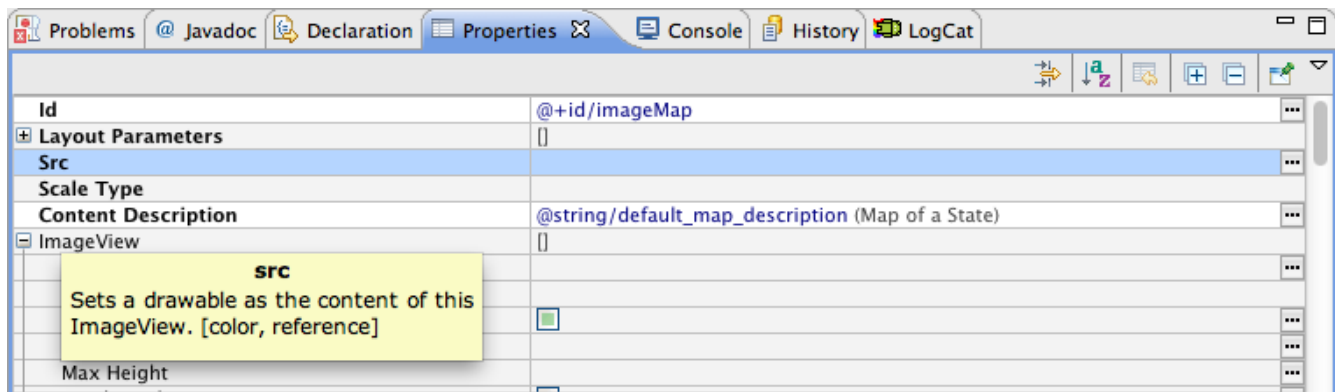 Problems @ Javadoc Declaration Properties Console History LogCat
Id @+id/imageMap
Layout Parameters []
Src
Scale Type
Content Description @string/default_map_description (Map of a State)
ImageView []
src
Sets a drawable as the content of this
ImageView. [color, reference]
Max Height